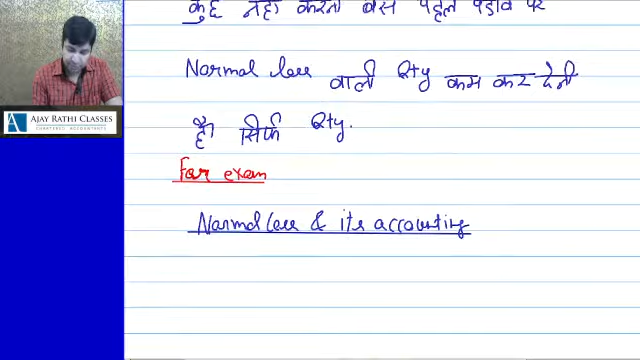 कुछ नहीं करना बस पहले पड़ाव पर
Normal loss वाली Qty कम कर देनी
है। सिर्फ Qty.
For exam
Normal loss & its accounting
AJAY RATHI CLASSES
CHARTERED ACCOUNTANTS